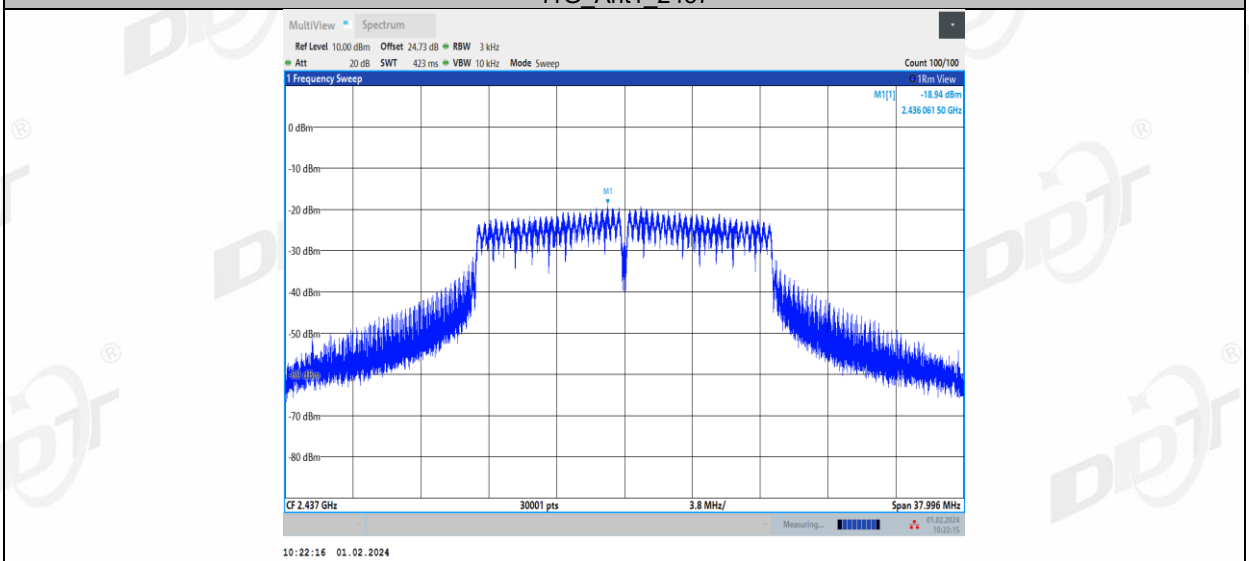 11G_Ant1_2437
MultiView Spectrum
Ref Level 10.00 dBm Offset 24.73 dB RBW 3 kHz
Att 20 dB SWT 423 ms VBW 10 kHz Mode Sweep Count 100/100
1 Frequency Sweep 1Rm View
M1[1] -18.94 dBm
2.436 061 50 GHz
0 dBm
-10 dBm
M1
-20 dBm
-30 dBm
-40 dBm
-50 dBm
-60 dBm
-70 dBm
-80 dBm
CF 2.437 GHz 30001 pts 3.8 MHz/ Span 37.996 MHz
Measuring... 01.02.2024
10:22:15
10:22:16 01.02.2024
DDT
®